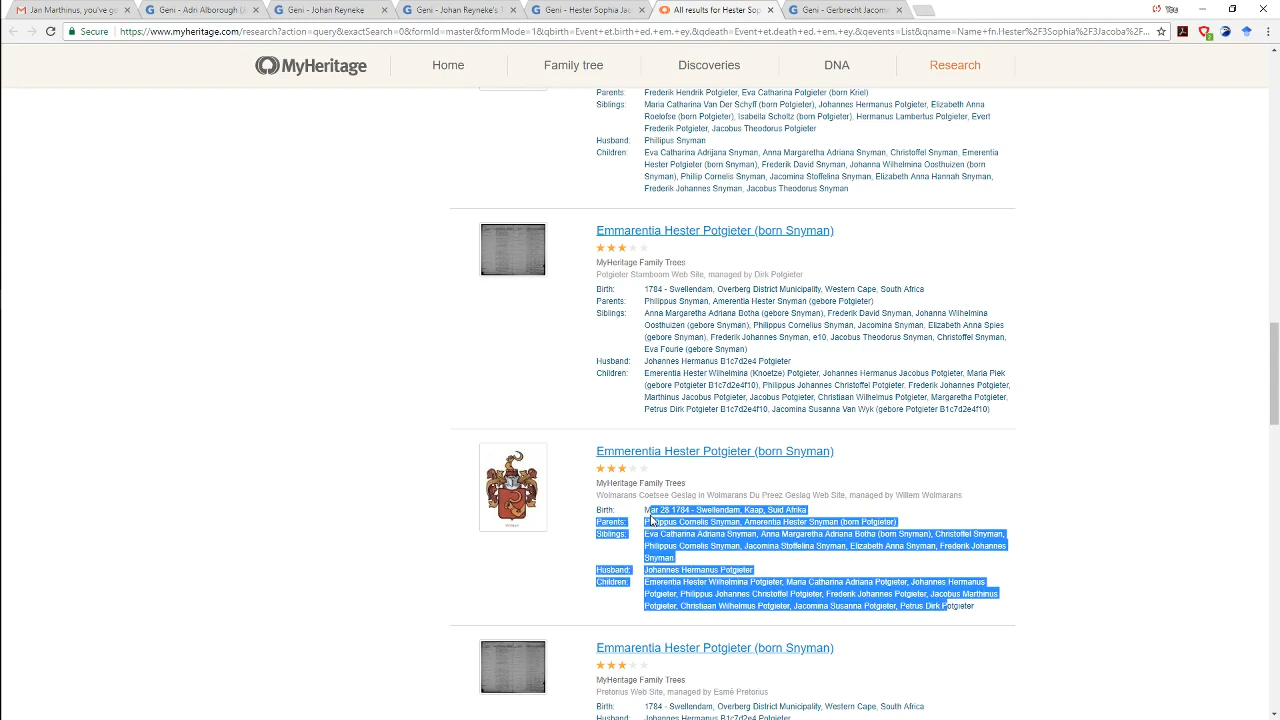 Jan Marthinus, you've g
Geni - Adri Alborough (
Geni - Johan Reyneke
Geni - Hester Sophia Ja
All results for Hester Sop
Geni - Gerbrecht Jacom
Secure https://www.myheritage.com/research?action=query&exactSearch=0&formId=master&formMode=1&qbirth=Event+et.birth+ed.+em.+ey.&qdeath=Event+et.death+ed.+em.+ey.&qevents=List&qname=Name+fn.Hester%2F3Sophia%2F3Jacoba%2F...
MyHeritage Home Family tree Discoveries DNA Research
Parents: Frederik Hendrik Potgieter, Eva Catharina Potgieter (born Kriel)
Siblings: Maria Catharina Van Der Schyff (born Potgieter), Johannes Hermanus Potgieter, Elizabeth Anna
Roelofse (born Potgieter), Isabella Scholtz (born Potgieter), Hermanus Lambertus Potgieter, Evert
Frederik Potgieter, Jacobus Theodorus Potgieter
Husband: Phillipus Snyman
Children: Eva Catharina Adrijana Snyman, Anna Margaretha Adriana Snyman, Christoffel Snyman, Emerentia
Hester Potgieter (born Snyman), Frederik David Snyman, Johanna Wilhelmina Oosthuizen (born
Snyman), Phillip Cornelis Snyman, Jacomina Stoffelina Snyman, Elizabeth Anna Hannah Snyman,
Frederik Johannes Snyman, Jacobus Theodorus Snyman
Emmarentia Hester Potgieter (born Snyman)
MyHeritage Family Trees
Potgieter Stamboom Web Site, managed by Dirk Potgieter
Birth: 1784 - Swellendam, Overberg District Municipality, Western Cape, South Africa
Parents: Philippus Snyman, Amerentia Hester Snyman (gebore Potgieter)
Siblings: Anna Margaretha Adriana Botha (gebore Snyman), Frederik David Snyman, Johanna Wilhelmina
Oosthuizen (gebore Snyman), Philippus Cornelius Snyman, Jacomina Snyman, Elizabeth Anna Spies
(gebore Snyman), Frederik Johannes Snyman, e10, Jacobus Theodorus Snyman, Christoffel Snyman,
Eva Fourie (gebore Snyman)
Husband: Johannes Hermanus B1c7d2e4 Potgieter
Children: Emerentia Hester Wilhelmina (Knoetze) Potgieter, Johannes Hermanus Jacobus Potgieter, Maria Piek
(gebore Potgieter B1c7d2e4f10), Philippus Johannes Christoffel Potgieter, Frederik Johannes Potgieter,
Marthinus Jacobus Potgieter, Jacobus Potgieter, Christiaan Wilhelmus Potgieter, Margaretha Potgieter,
Petrus Dirk Potgieter B1c7d2e4f10, Jacomina Susanna Van Wyk (gebore Potgieter B1c7d2e4f10)
Emmerentia Hester Potgieter (born Snyman)
MyHeritage Family Trees
Wolmarans Coetsee Geslag in Wolmarans Du Preez Geslag Web Site, managed by Willem Wolmarans
Birth: Mar 28 1784 - Swellendam, Kaap, Suid Afrika
Parents: Philippus Cornelis Snyman, Amerentia Hester Snyman (born Potgieter)
Siblings: Eva Catharina Adriana Snyman, Anna Margaretha Adriana Botha (born Snyman), Christoffel Snyman,
Philippus Cornelis Snyman, Jacomina Stoffelina Snyman, Elizabeth Anna Snyman, Frederik Johannes
Snyman
Husband: Johannes Hermanus Potgieter
Children: Emerentia Hester Wilhelmina Potgieter, Maria Catharina Adriana Potgieter, Johannes Hermanus
Potgieter, Philippus Johannes Christoffel Potgieter, Frederik Johannes Potgieter, Jacobus Marthinus
Potgieter, Christiaan Wilhelmus Potgieter, Jacomina Susanna Potgieter, Petrus Dirk Potgieter
Emmarentia Hester Potgieter (born Snyman)
MyHeritage Family Trees
Pretorius Web Site, managed by Esmé Pretorius
Birth: 1784 - Swellendam, Overberg District Municipality, Western Cape, South Africa
Husband: Johannes Hermanus B1c7d2e4 Potgieter